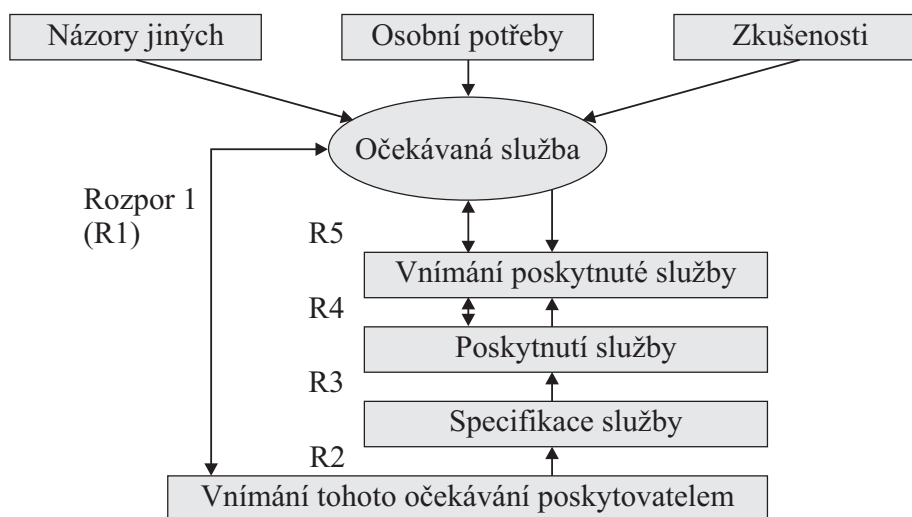 Názory jiných
Osobní potřeby
Zkušenosti
Očekávaná služba
Rozpor 1
(R1)
R5
Vnímání poskytnuté služby
R4
Poskytnutí služby
R3
Specifikace služby
R2
Vnímání tohoto očekávání poskytovatelem